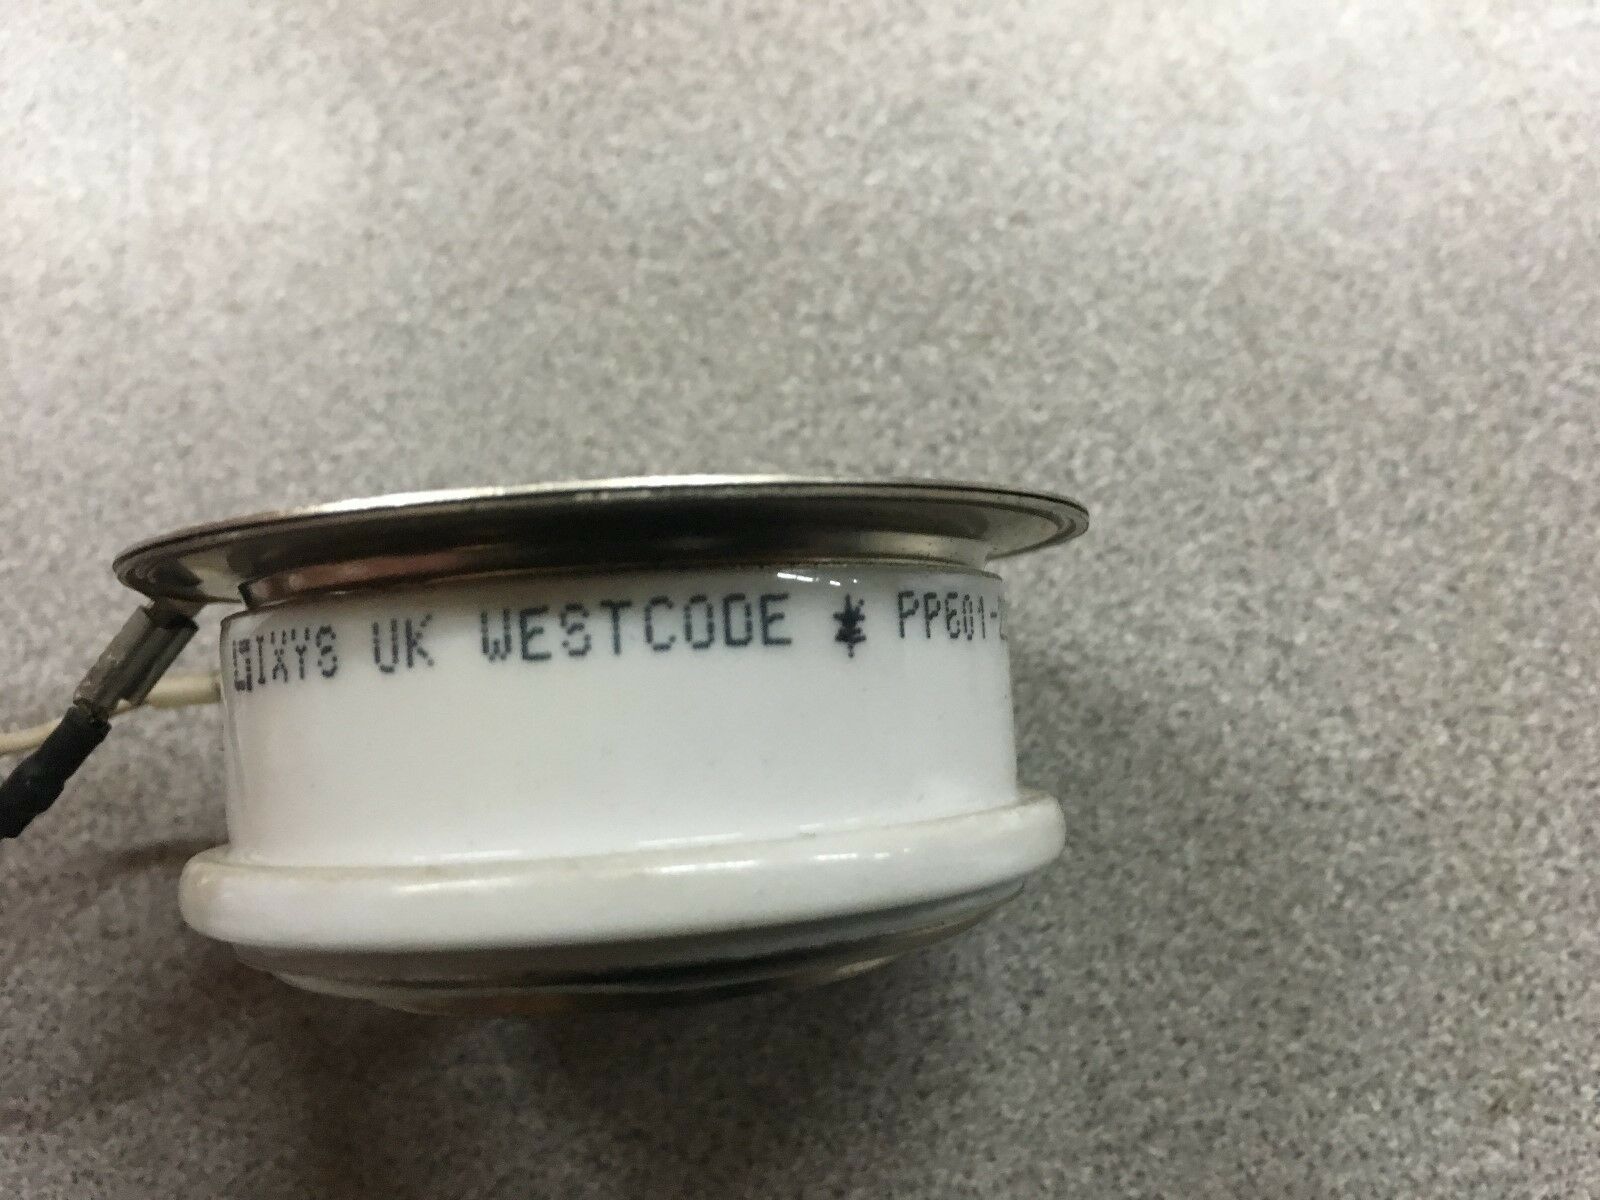 IXYS UK WESTCODE * PP601-